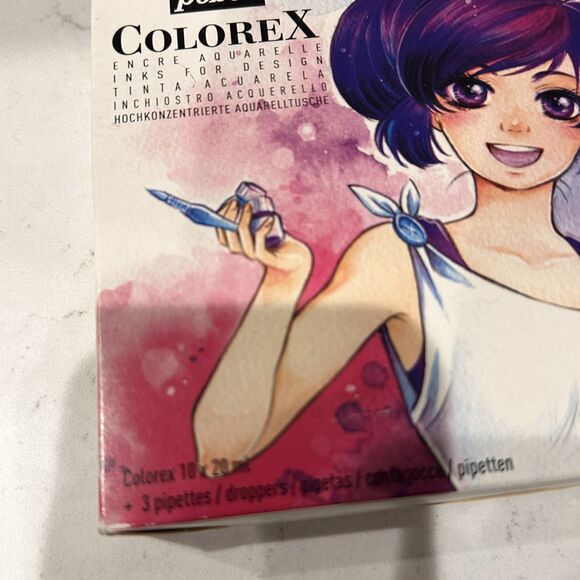 COLOREX
ENCRE AQUARELLE
INKS FOR DESIGN
TINTA ACUARELA
INCHIOSTRO ACQUERELLO
HOCHKONZENTRIERTE AQUARELLTUSCHE
Colorex 10 x 20 ml
+ 3 pipettes / droppers / pipetas / contagocce / pipetten